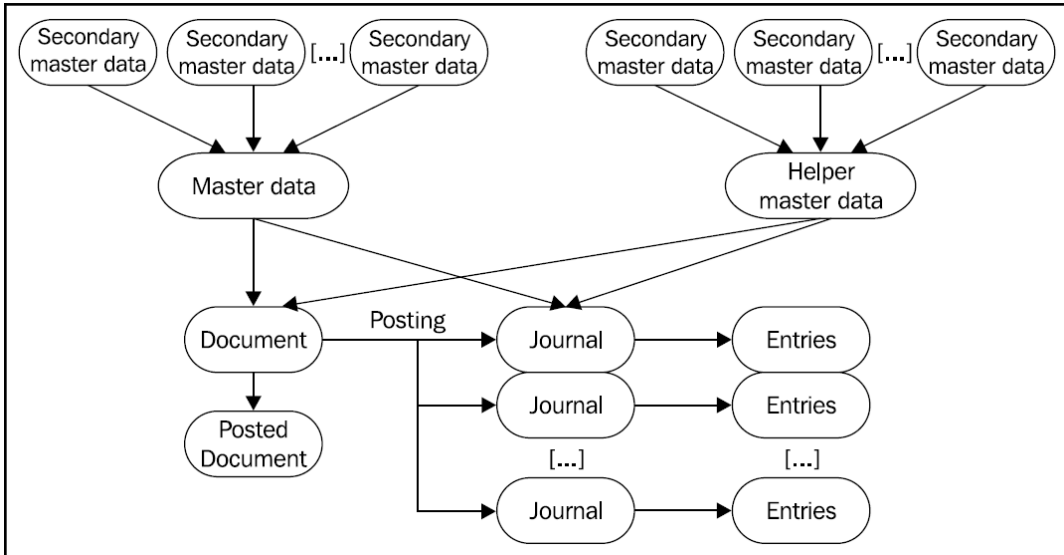 Secondary
master data
Secondary
master data
[...]
Secondary
master data
Secondary
master data
Secondary
master data
[...]
Secondary
master data
Master data
Helper
master data
Document
Posting
Journal
Entries
Journal
Entries
Posted
Document
[...]
[...]
Journal
Entries